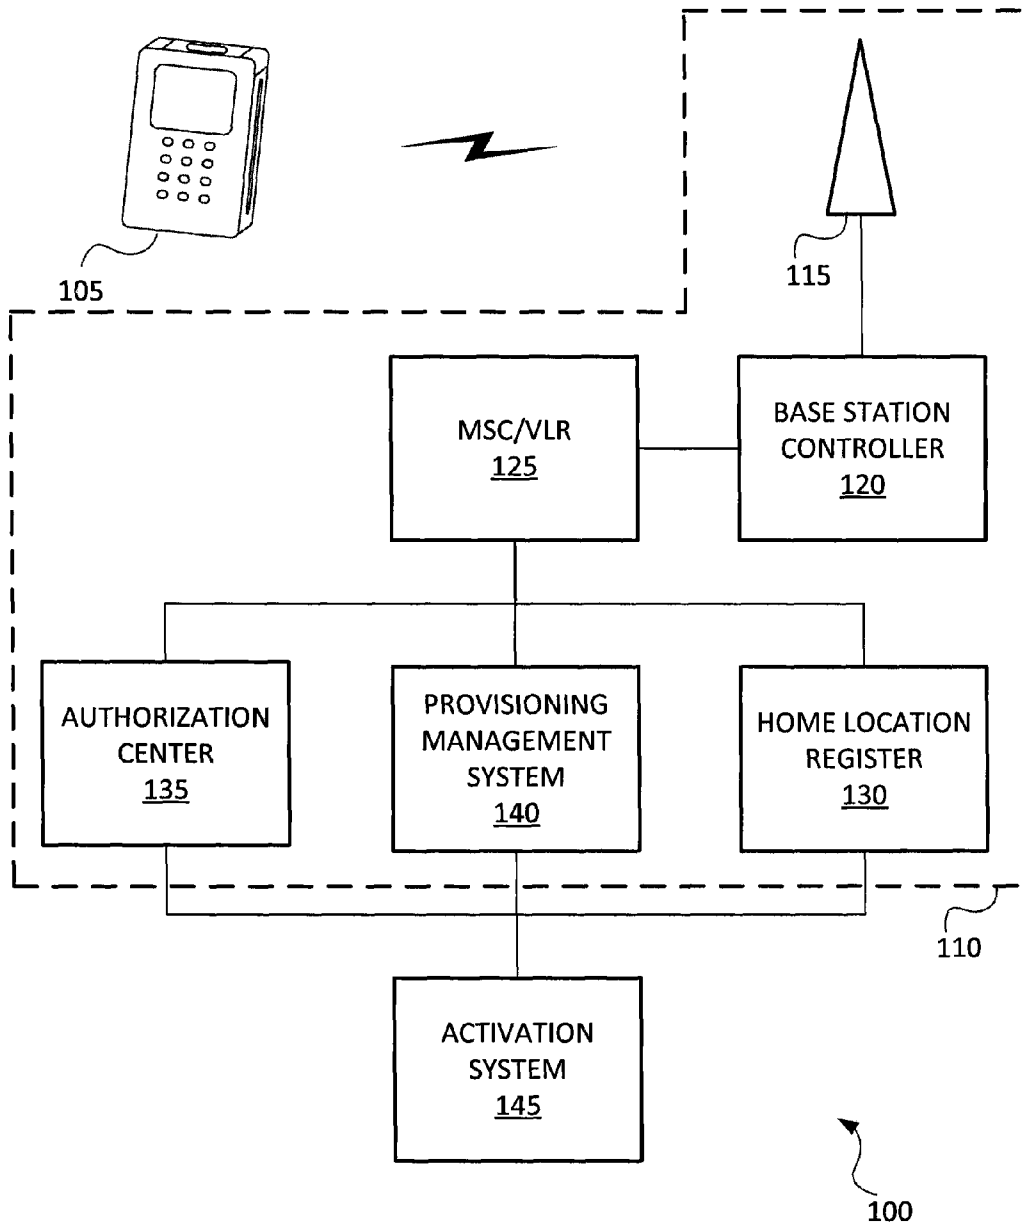 105
115
MSC/VLR
125
BASE STATION
CONTROLLER
120
AUTHORIZATION
CENTER
135
PROVISIONING
MANAGEMENT
SYSTEM
140
HOME LOCATION
REGISTER
130
110
ACTIVATION
SYSTEM
145
100